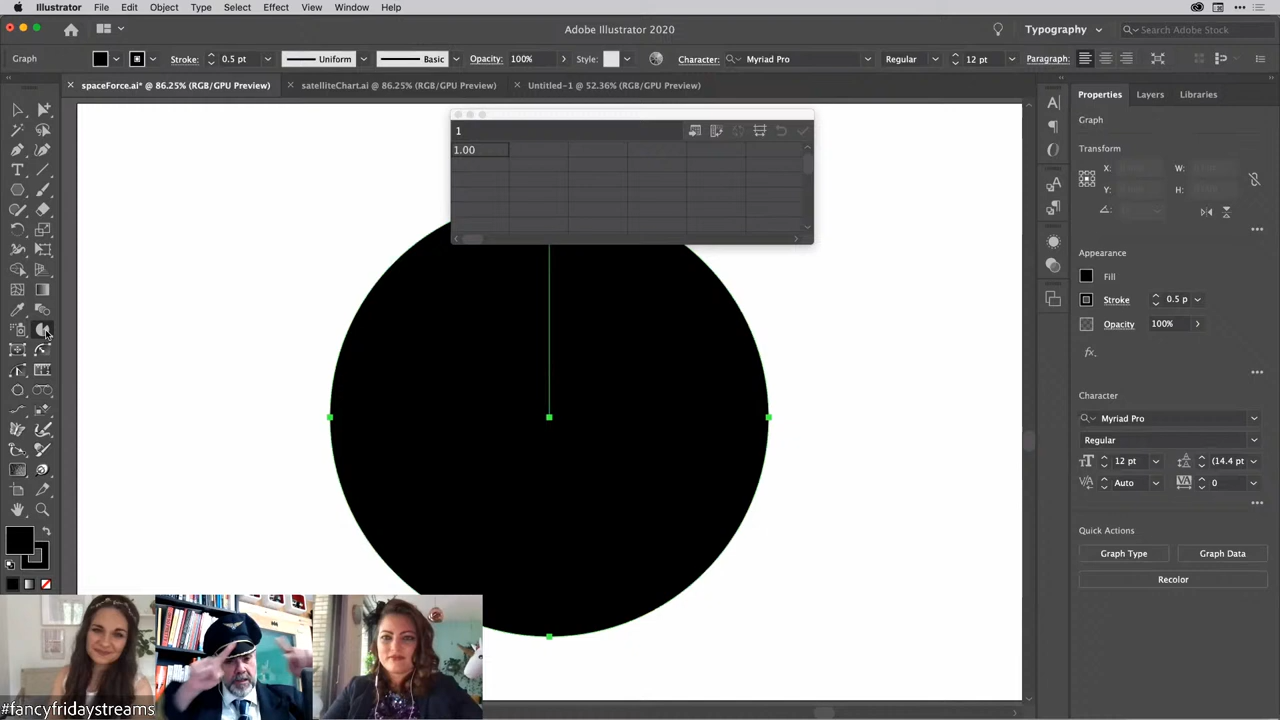 Illustrator File Edit Object Type Select Effect View Window Help
Adobe Illustrator 2020
Typography
Search Adobe Stock
Graph
Stroke: 0.5 pt
Uniform
Basic
Opacity: 100%
Style:
Character: Myriad Pro
Regular
12 pt
Paragraph:
spaceForce.ai* @ 86.25% (RGB/GPU Preview)
satelliteChart.ai @ 86.25% (RGB/GPU Preview)
Untitled-1 @ 52.36% (RGB/GPU Preview)
1
1.00
Properties Layers Libraries
Graph
Transform
X: W:
Y: H:
Appearance
Fill
Stroke 0.5 p
Opacity 100%
fx.
Character
Myriad Pro
Regular
12 pt (14.4 pt
Auto 0
Quick Actions
Graph Type Graph Data
Recolor
#fancyfridaystreams